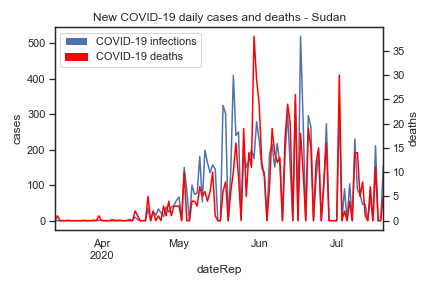 New COVID-19 daily cases and deaths - Sudan
COVID-19 infections
COVID-19 deaths
500
400
300
200
100
0
cases
35
30
25
20
15
10
5
0
deaths
Apr
2020
May
Jun
Jul
dateRep